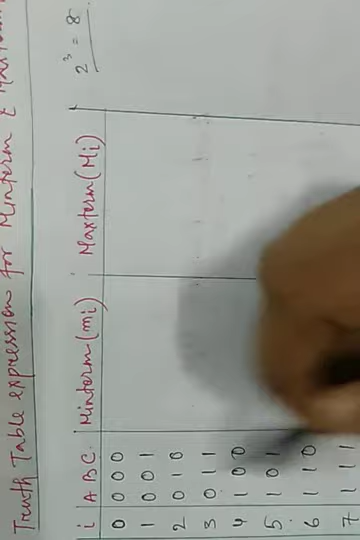 Truth Table expression for Minterm & Maxterm
2³ = 8
i A B C Minterm (mi) Maxterm (Mi)
0 0 0 0
1 0 0 1
2 0 1 0
3 0 1 1
4 1 0 0
5 1 0 1
6 1 1 0
7 1 1 1